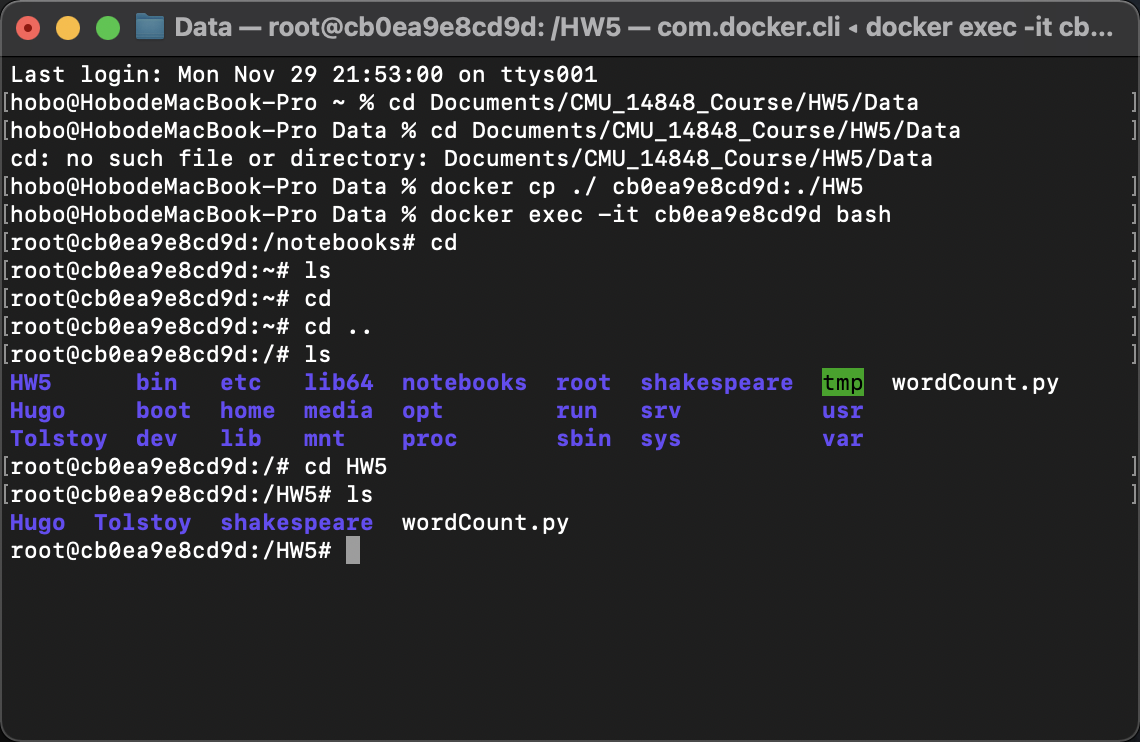 Data — root@cb0ea9e8cd9d: /HW5 — com.docker.cli ◂ docker exec -it cb...
Last login: Mon Nov 29 21:53:00 on ttys001
[hobo@HobodeMacBook-Pro ~ % cd Documents/CMU_14848_Course/HW5/Data ]
[hobo@HobodeMacBook-Pro Data % cd Documents/CMU_14848_Course/HW5/Data ]
cd: no such file or directory: Documents/CMU_14848_Course/HW5/Data
[hobo@HobodeMacBook-Pro Data % docker cp ./ cb0ea9e8cd9d:./HW5 ]
[hobo@HobodeMacBook-Pro Data % docker exec -it cb0ea9e8cd9d bash ]
[root@cb0ea9e8cd9d:/notebooks# cd ]
[root@cb0ea9e8cd9d:~# ls ]
[root@cb0ea9e8cd9d:~# cd ]
[root@cb0ea9e8cd9d:~# cd .. ]
[root@cb0ea9e8cd9d:/# ls ]
HW5 bin etc lib64 notebooks root shakespeare tmp wordCount.py
Hugo boot home media opt run srv usr
Tolstoy dev lib mnt proc sbin sys var
[root@cb0ea9e8cd9d:/# cd HW5 ]
[root@cb0ea9e8cd9d:/HW5# ls ]
Hugo Tolstoy shakespeare wordCount.py
root@cb0ea9e8cd9d:/HW5#